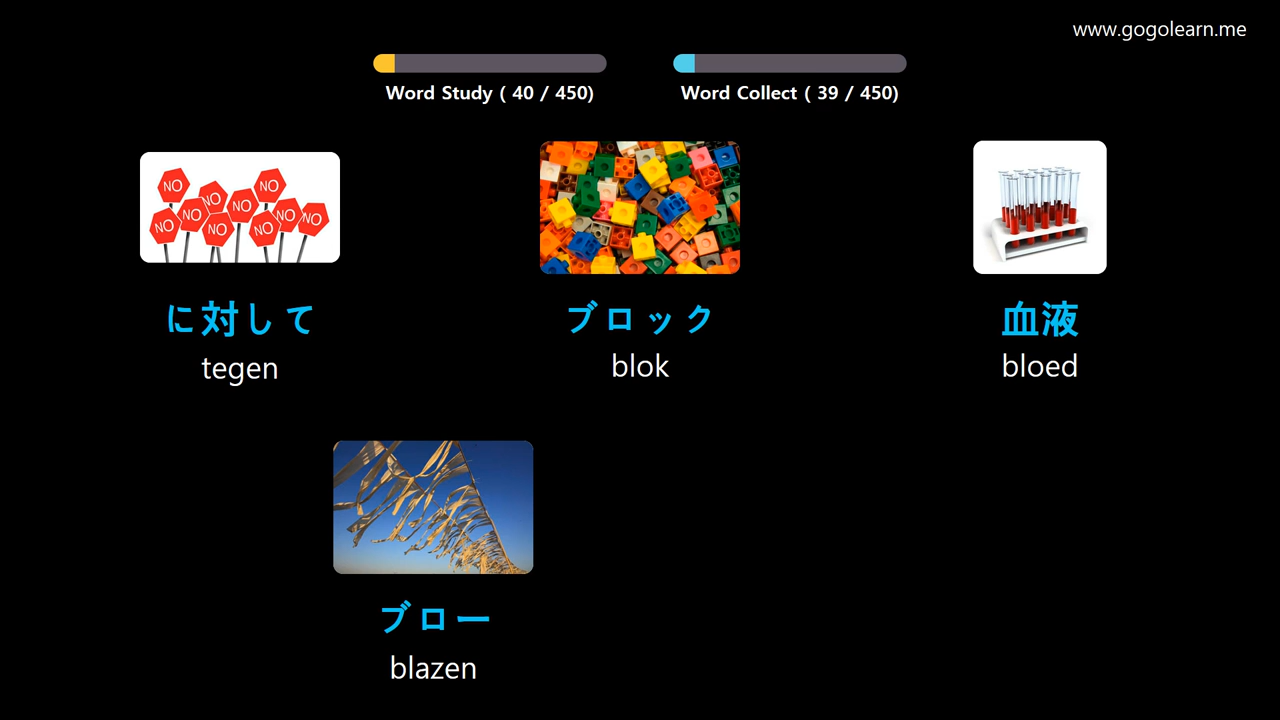 www.gogolearn.me
Word Study ( 40 / 450)
Word Collect ( 39 / 450)
NO
NO
NO
NO
NO
NO
NO
NO
NO
NO
に対して
tegen
ブロック
blok
血液
bloed
ブロー
blazen